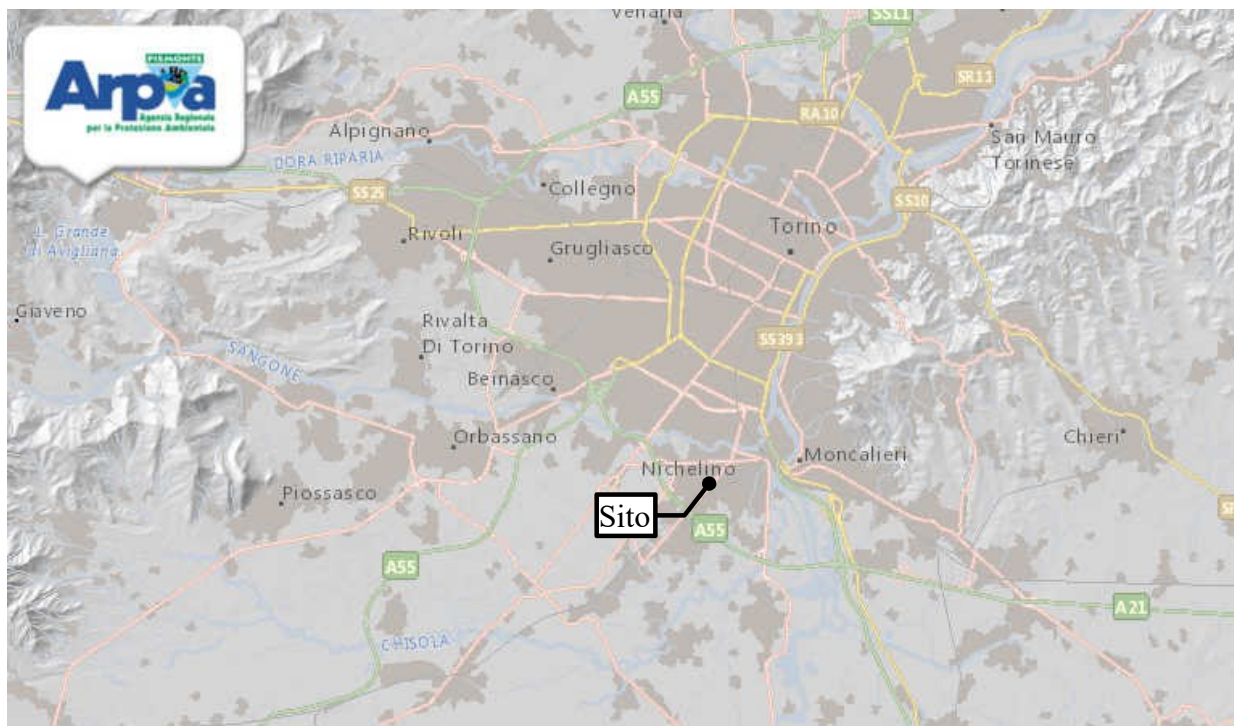 Venaria
SS11
PIEMONTE
Arpa
Agenzia Regionale
per la Protezione Ambientale
A55
SR11
RA10
Alpignano
San Mauro
Torinese
DORA RIPARIA
SS25
Collegno
SS10
L. Grande
di Avigliana
Rivoli
Grugliasco
Torino
Giaveno
Rivalta
Di Torino
SS393
SANGONE
Beinasco
Orbassano
Chieri
Moncalieri
Nichelino
Piossasco
Sito
A55
A55
A21
CHISOLA